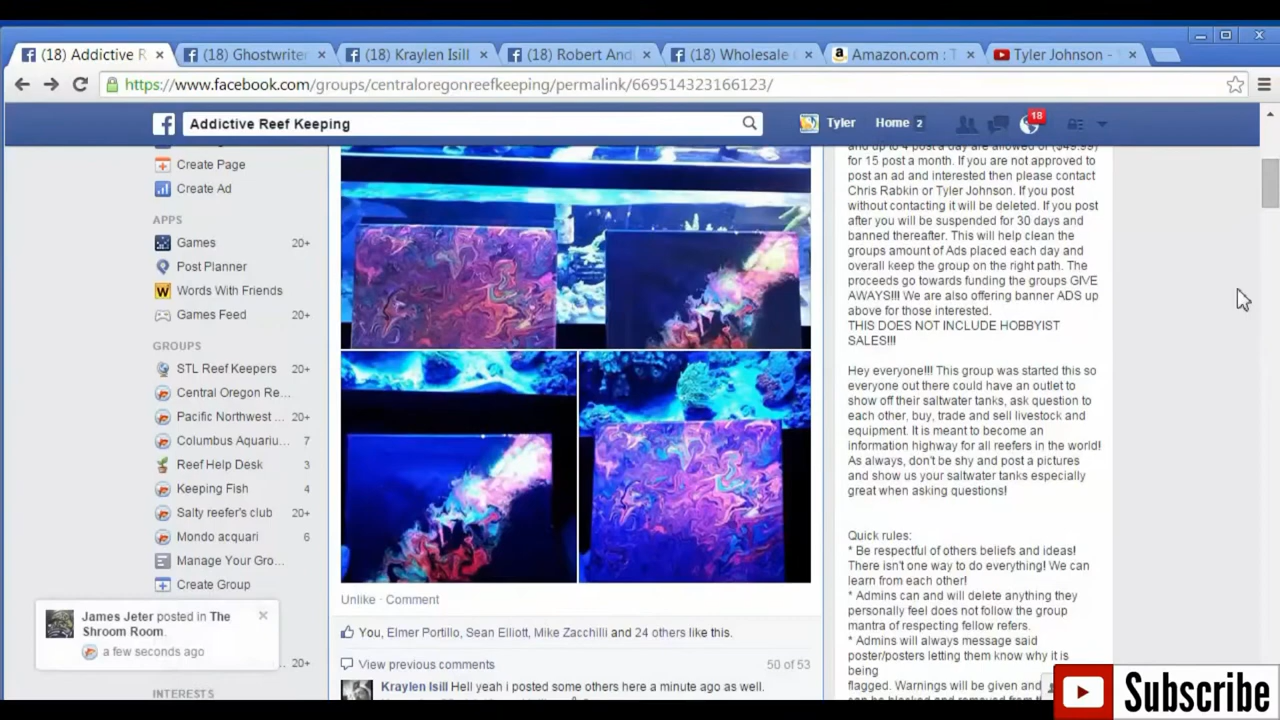 (18) Addictive R
(18) Ghostwriter
(18) Kraylen Isill
(18) Robert And
(18) Wholesale
Amazon.com : T
Tyler Johnson -
https://www.facebook.com/groups/centraloregonreefkeeping/permalink/669514323166123/
Addictive Reef Keeping
Tyler
Home 2
18
Create Page
Create Ad
APPS
Games 20+
Post Planner
Words With Friends
Games Feed 20+
GROUPS
STL Reef Keepers 20+
Central Oregon Re...
Pacific Northwest ... 20+
Columbus Aquariu... 7
Reef Help Desk 3
Keeping Fish 4
Salty reefer's club 20+
Mondo acquari 6
Manage Your Gro...
Create Group
James Jeter posted in The
Shroom Room.
a few seconds ago
.. 20+
INTERESTS
Unlike · Comment
You, Elmer Portillo, Sean Elliott, Mike Zacchilli and 24 others like this.
View previous comments 50 of 53
Kraylen Isill Hell yeah i posted some others here a minute ago as well.
and up to 4 post a day are allowed or ($49.99)
for 15 post a month. If you are not approved to
post an ad and interested then please contact
Chris Rabkin or Tyler Johnson. If you post
without contacting it will be deleted. If you post
after you will be suspended for 30 days and
banned thereafter. This will help clean the
groups amount of Ads placed each day and
overall keep the group on the right path. The
proceeds go towards funding the groups GIVE
AWAYS!!! We are also offering banner ADS up
above for those interested.
THIS DOES NOT INCLUDE HOBBYIST
SALES!!!
Hey everyone!!! This group was started this so
everyone out there could have an outlet to
show off their saltwater tanks, ask question to
each other, buy, trade and sell livestock and
equipment. It is meant to become an
information highway for all reefers in the world!
As always, don't be shy and post a pictures
and show us your saltwater tanks especially
great when asking questions!
Quick rules:
* Be respectful of others beliefs and ideas!
There isn't one way to do everything! We can
learn from each other!
* Admins can and will delete anything they
personally feel does not follow the group
mantra of respecting fellow refers.
* Admins will always message said
poster/posters letting them know why it is
being
flagged. Warnings will be given and
Subscribe